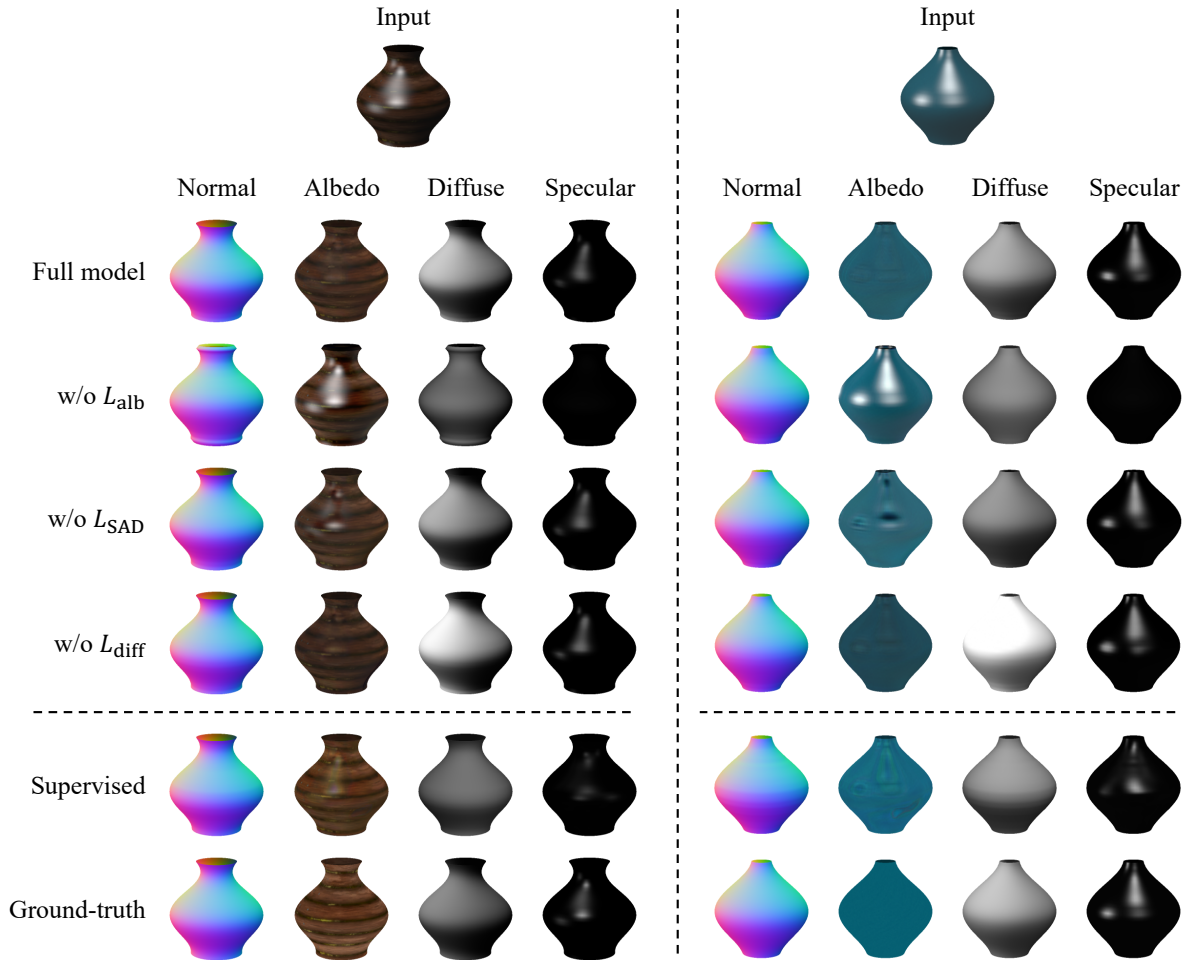 Input Input
Normal Albedo Diffuse Specular Normal Albedo Diffuse Specular
Full model
w/o L_alb
w/o L_SAD
w/o L_diff
Supervised
Ground-truth